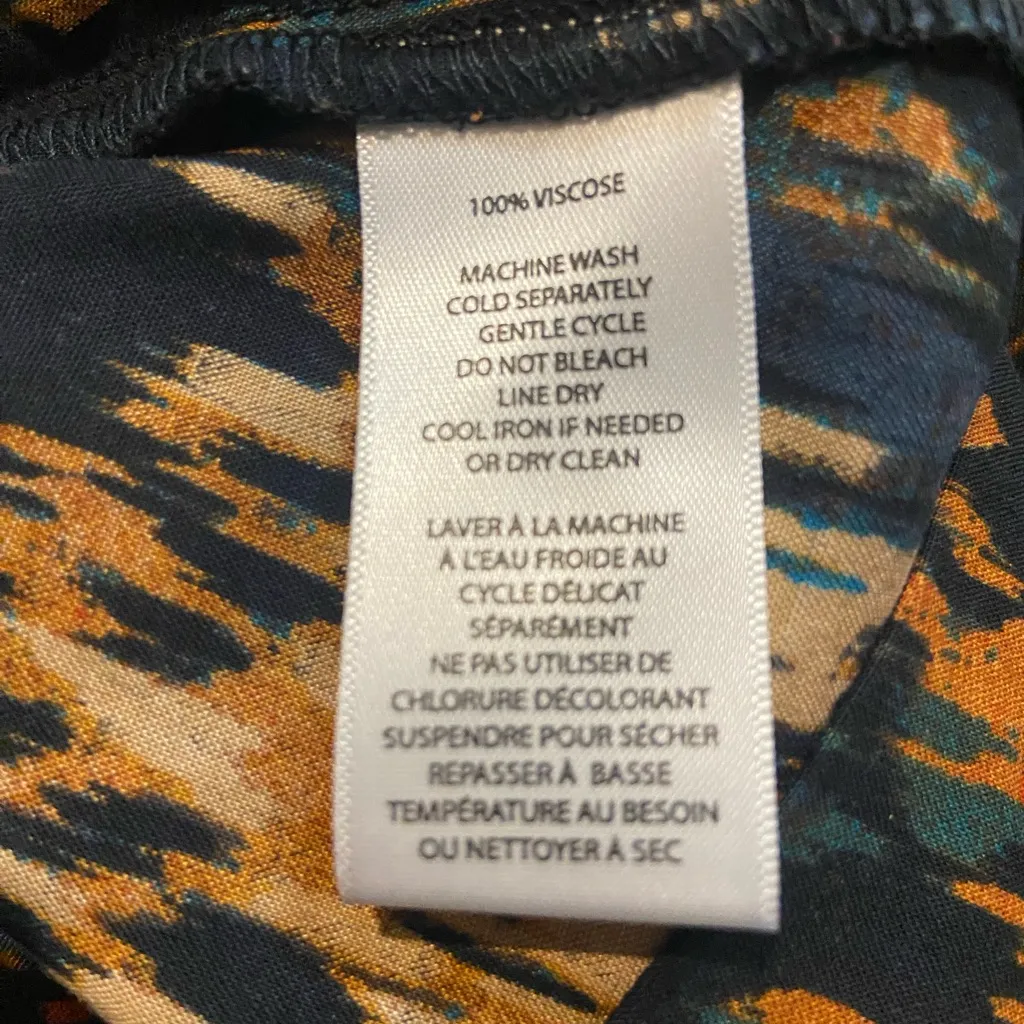 100% VISCOSE
MACHINE WASH
COLD SEPARATELY
GENTLE CYCLE
DO NOT BLEACH
LINE DRY
COOL IRON IF NEEDED
OR DRY CLEAN
LAVER À LA MACHINE
À L'EAU FROIDE AU
CYCLE DÉLICAT
SÉPARÉMENT
NE PAS UTILISER DE
CHLORURE DÉCOLORANT
SUSPENDRE POUR SÉCHER
REPASSER À BASSE
TEMPÉRATURE AU BESOIN
OU NETTOYER À SEC